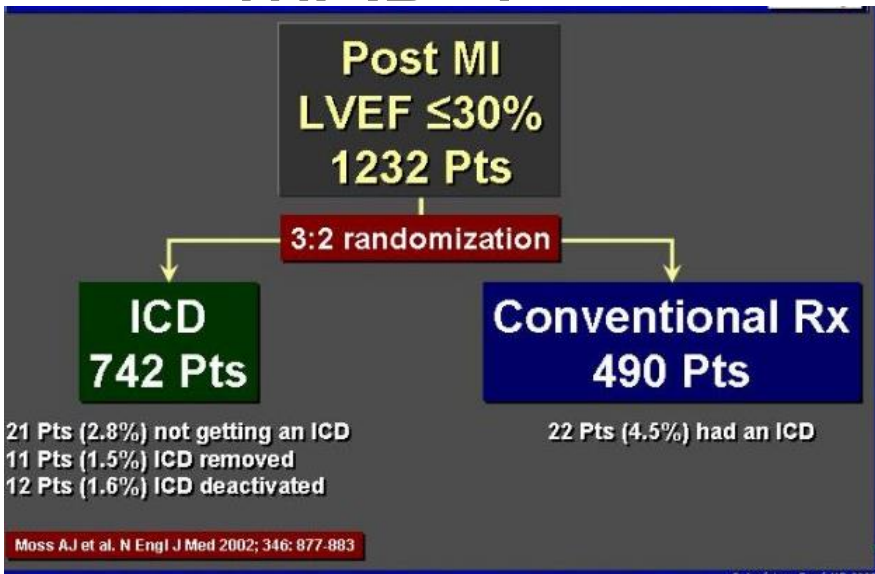 Post MI
LVEF ≤30%
1232 Pts
3:2 randomization
ICD
742 Pts
Conventional Rx
490 Pts
21 Pts (2.8%) not getting an ICD
11 Pts (1.5%) ICD removed
12 Pts (1.6%) ICD deactivated
22 Pts (4.5%) had an ICD
Moss AJ et al. N Engl J Med 2002; 346: 877-883